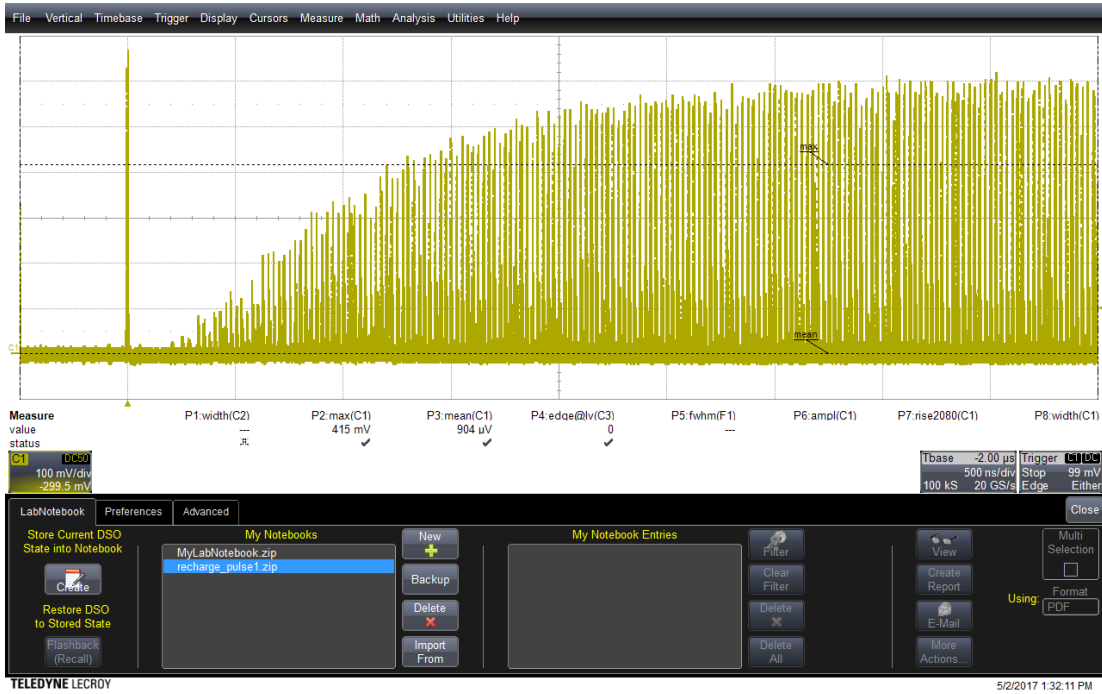 File Vertical Timebase Trigger Display Cursors Measure Math Analysis Utilities Help
max
mean
C1
Measure P1:width(C2) P2:max(C1) P3:mean(C1) P4:edge@lv(C3) P5:fwhm(F1) P6:ampl(C1) P7:rise2080(C1) P8:width(C1)
value --- 415 mV 904 µV 0 ---
status
C1 DC50
100 mV/div
-299.5 mV
Tbase -2.00 µs
500 ns/div
100 kS 20 GS/s
Trigger C1 DC
Stop 99 mV
Edge Either
LabNotebook Preferences Advanced Close
Store Current DSO
State into Notebook
Create
Restore DSO
to Stored State
Flashback
(Recall)
My Notebooks
MyLabNotebook.zip
recharge_pulse1.zip
New
Backup
Delete
Import
From
My Notebook Entries
Filter
Clear
Filter
Delete
Delete
All
View
Create
Report
E-Mail
More
Actions...
Multi
Selection
Using:
Format
PDF
TELEDYNE LECROY 5/2/2017 1:32:11 PM